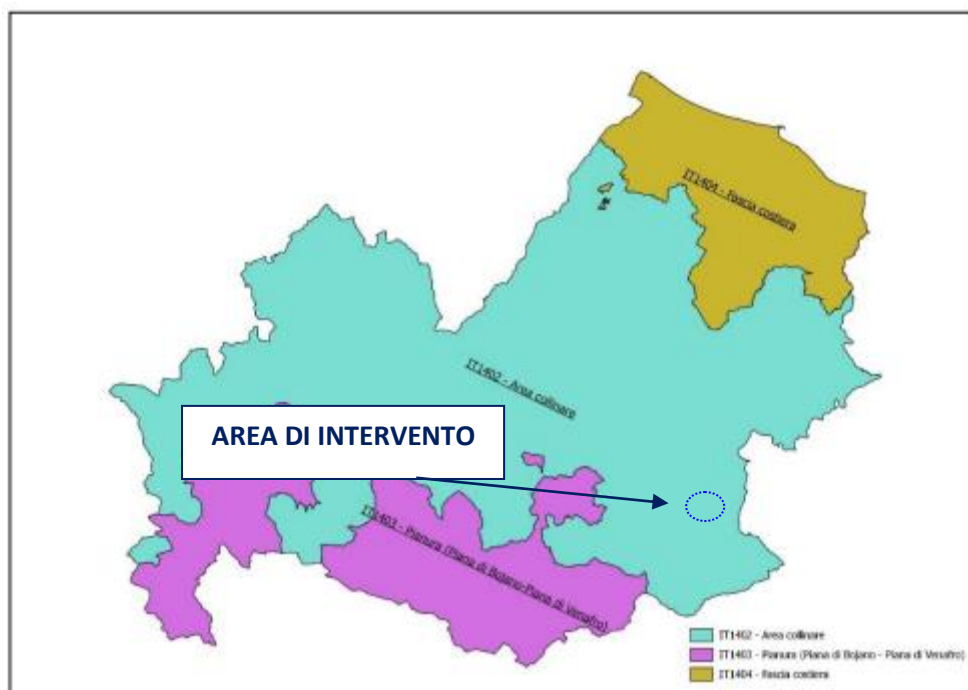 IT1404 - Fascia costiera
IT1402 - Area collinare
AREA DI INTERVENTO
IT1403 - Pianura (Piana di Bojano-Piana di Venafro)
IT1402 - Area collinare
IT1403 - Pianura (Piana di Bojano - Piana di Venafro)
IT1404 - Fascia costiera